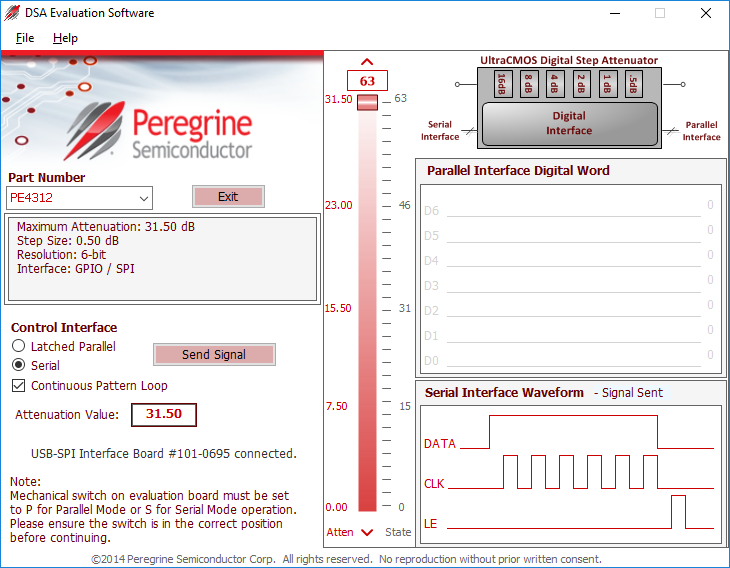 DSA Evaluation Software
File Help
Peregrine
Semiconductor
Part Number
PE4312
Exit
Maximum Attenuation: 31.50 dB
Step Size: 0.50 dB
Resolution: 6-bit
Interface: GPIO / SPI
Control Interface
Latched Parallel
Serial
Send Signal
Continuous Pattern Loop
Attenuation Value: 31.50
USB-SPI Interface Board #101-0695 connected.
Note:
Mechanical switch on evaluation board must be set
to P for Parallel Mode or S for Serial Mode operation.
Please ensure the switch is in the correct position
before continuing.
63
31.50 63
23.00 46
15.50 31
7.50 15
0.00 0
Atten State
UltraCMOS Digital Step Attenuator
16dB 8 dB 4 dB 2 dB 1 dB .5dB
Serial
Interface
Digital
Interface
Parallel
Interface
Parallel Interface Digital Word
D6 0
D5 0
D4 0
D3 0
D2 0
D1 0
D0 0
Serial Interface Waveform - Signal Sent
DATA
CLK
LE
©2014 Peregrine Semiconductor Corp. All rights reserved. No reproduction without prior written consent.